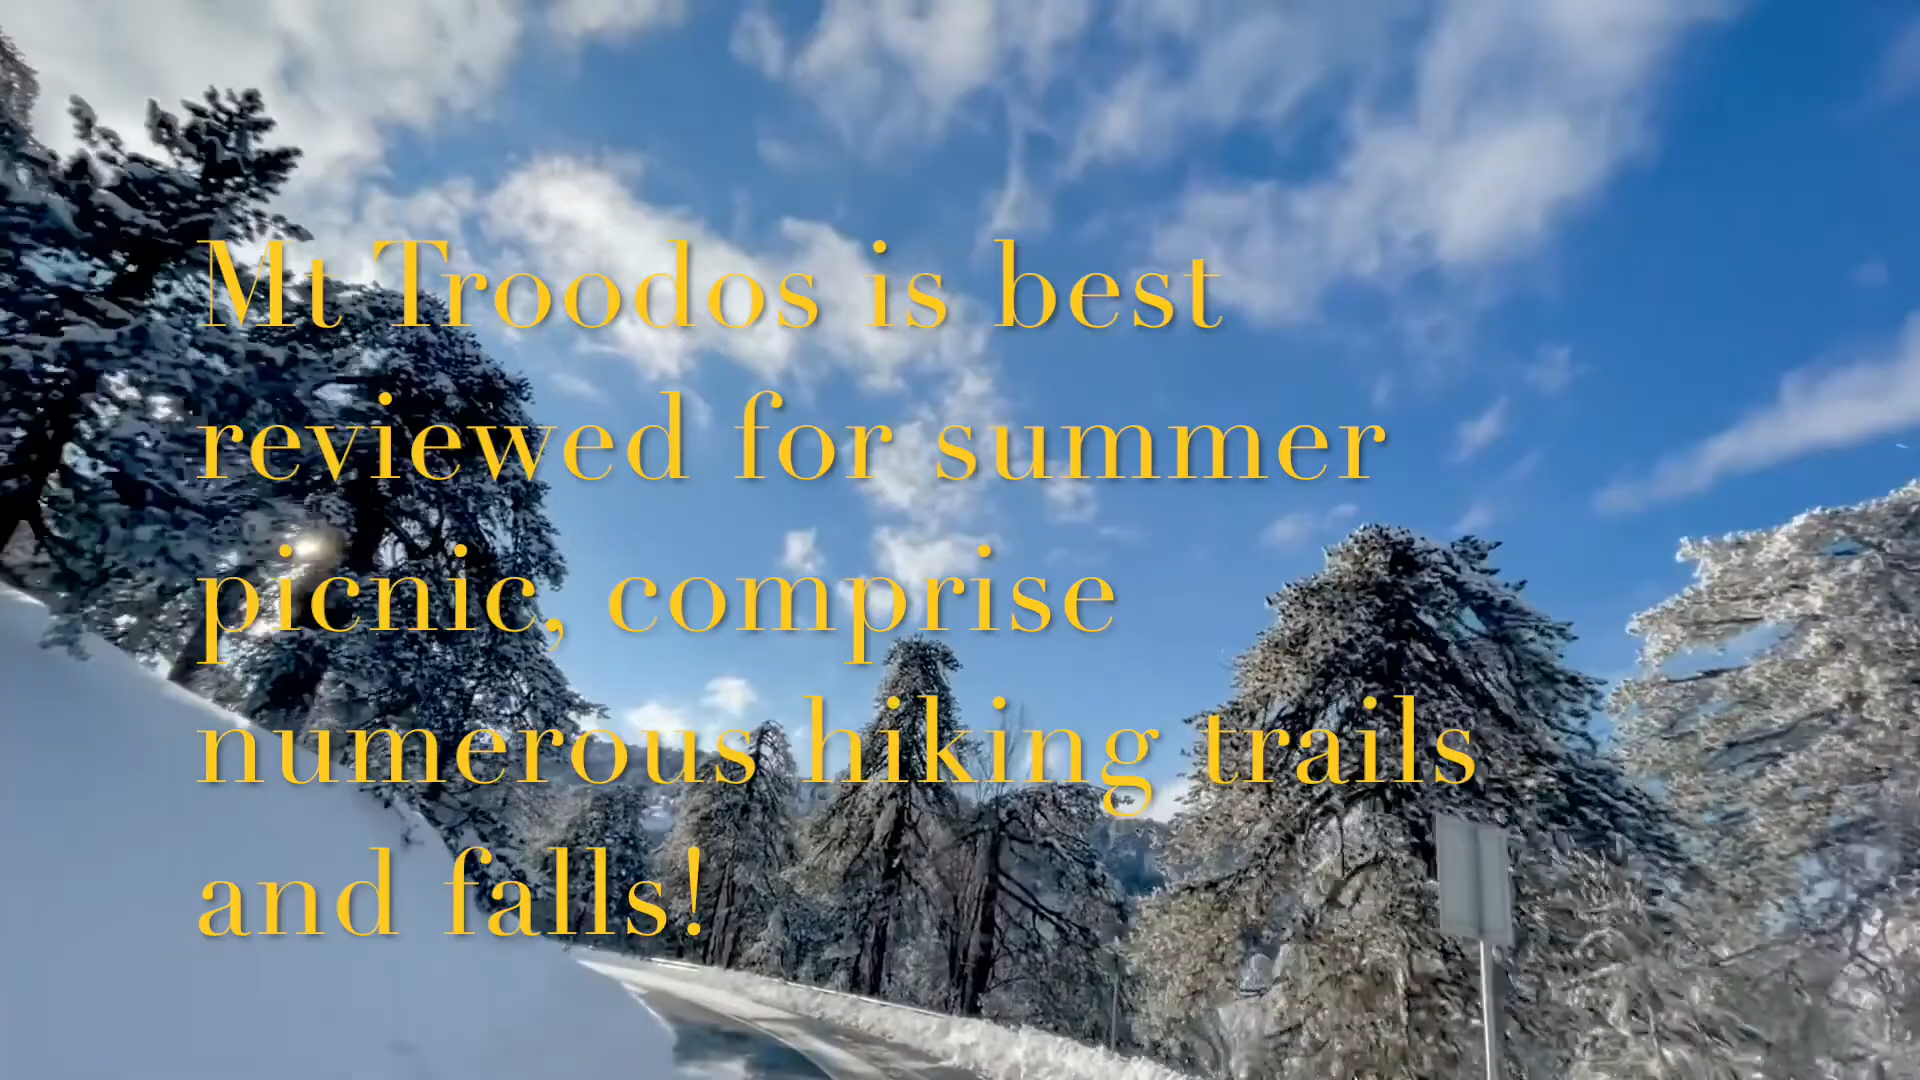 Mt Troodos is best
reviewed for summer
picnic, comprise
numerous hiking trails
and falls!